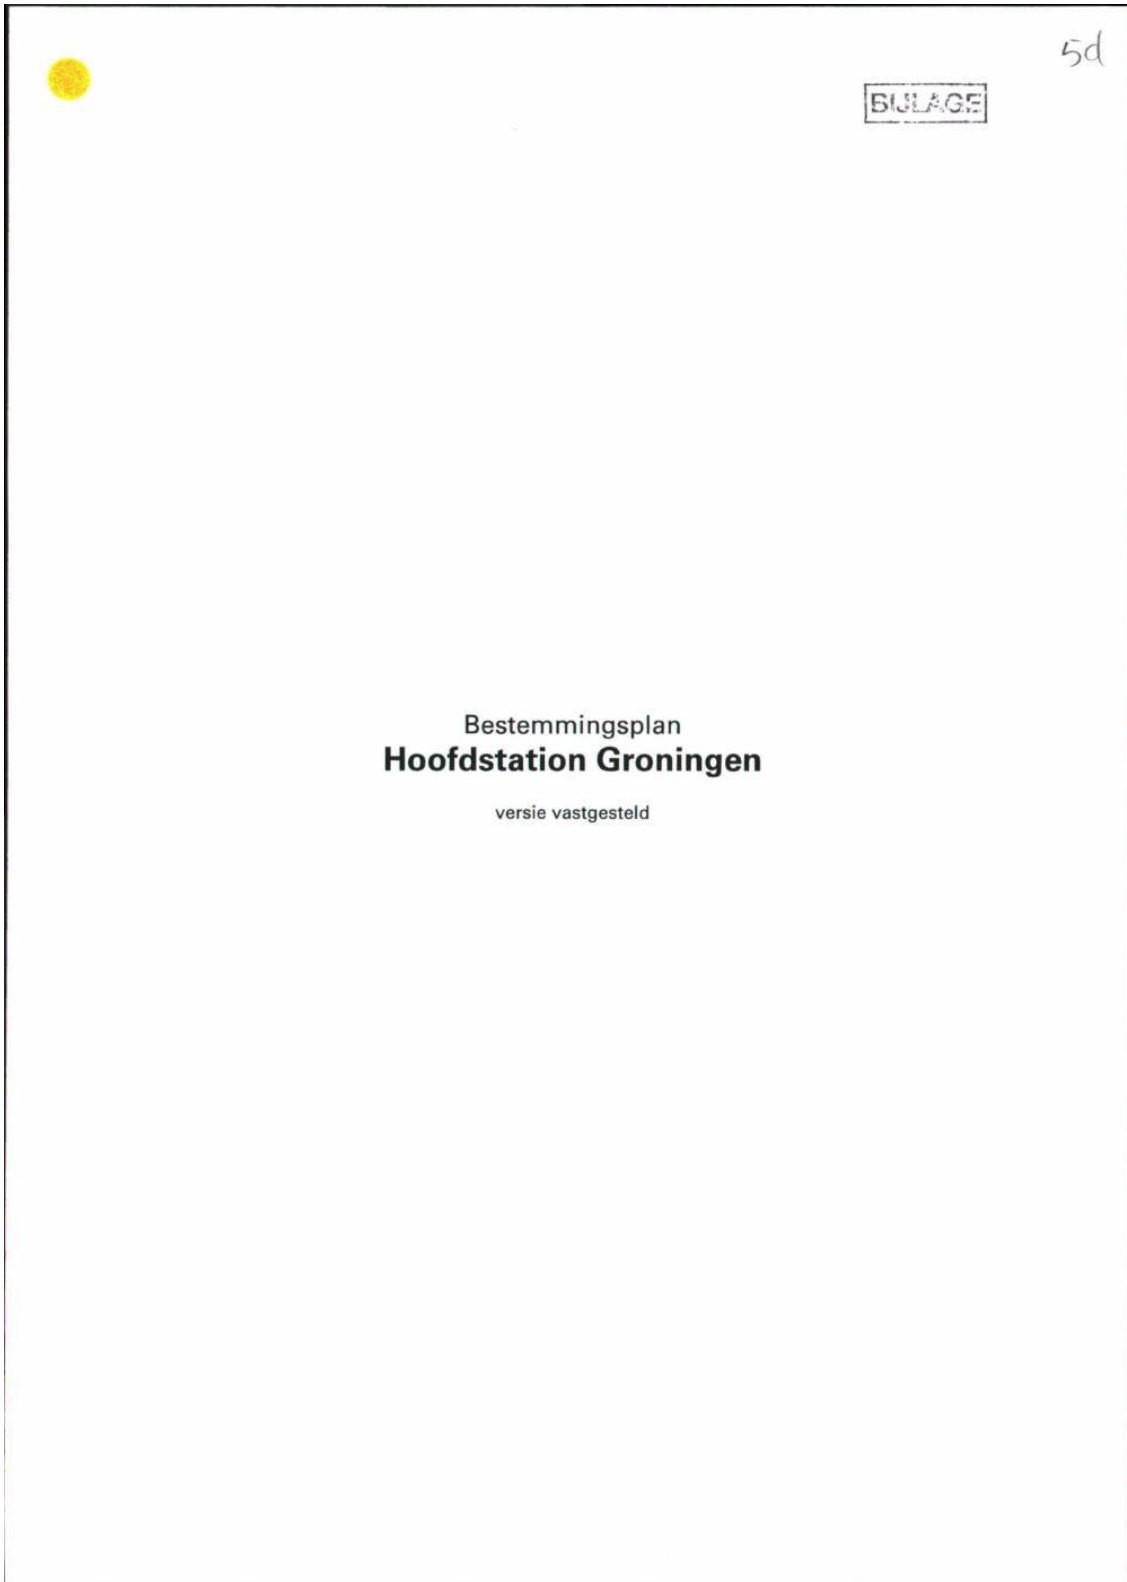 5d
BIJLAGE
Bestemmingsplan
Hoofdstation Groningen
versie vastgesteld